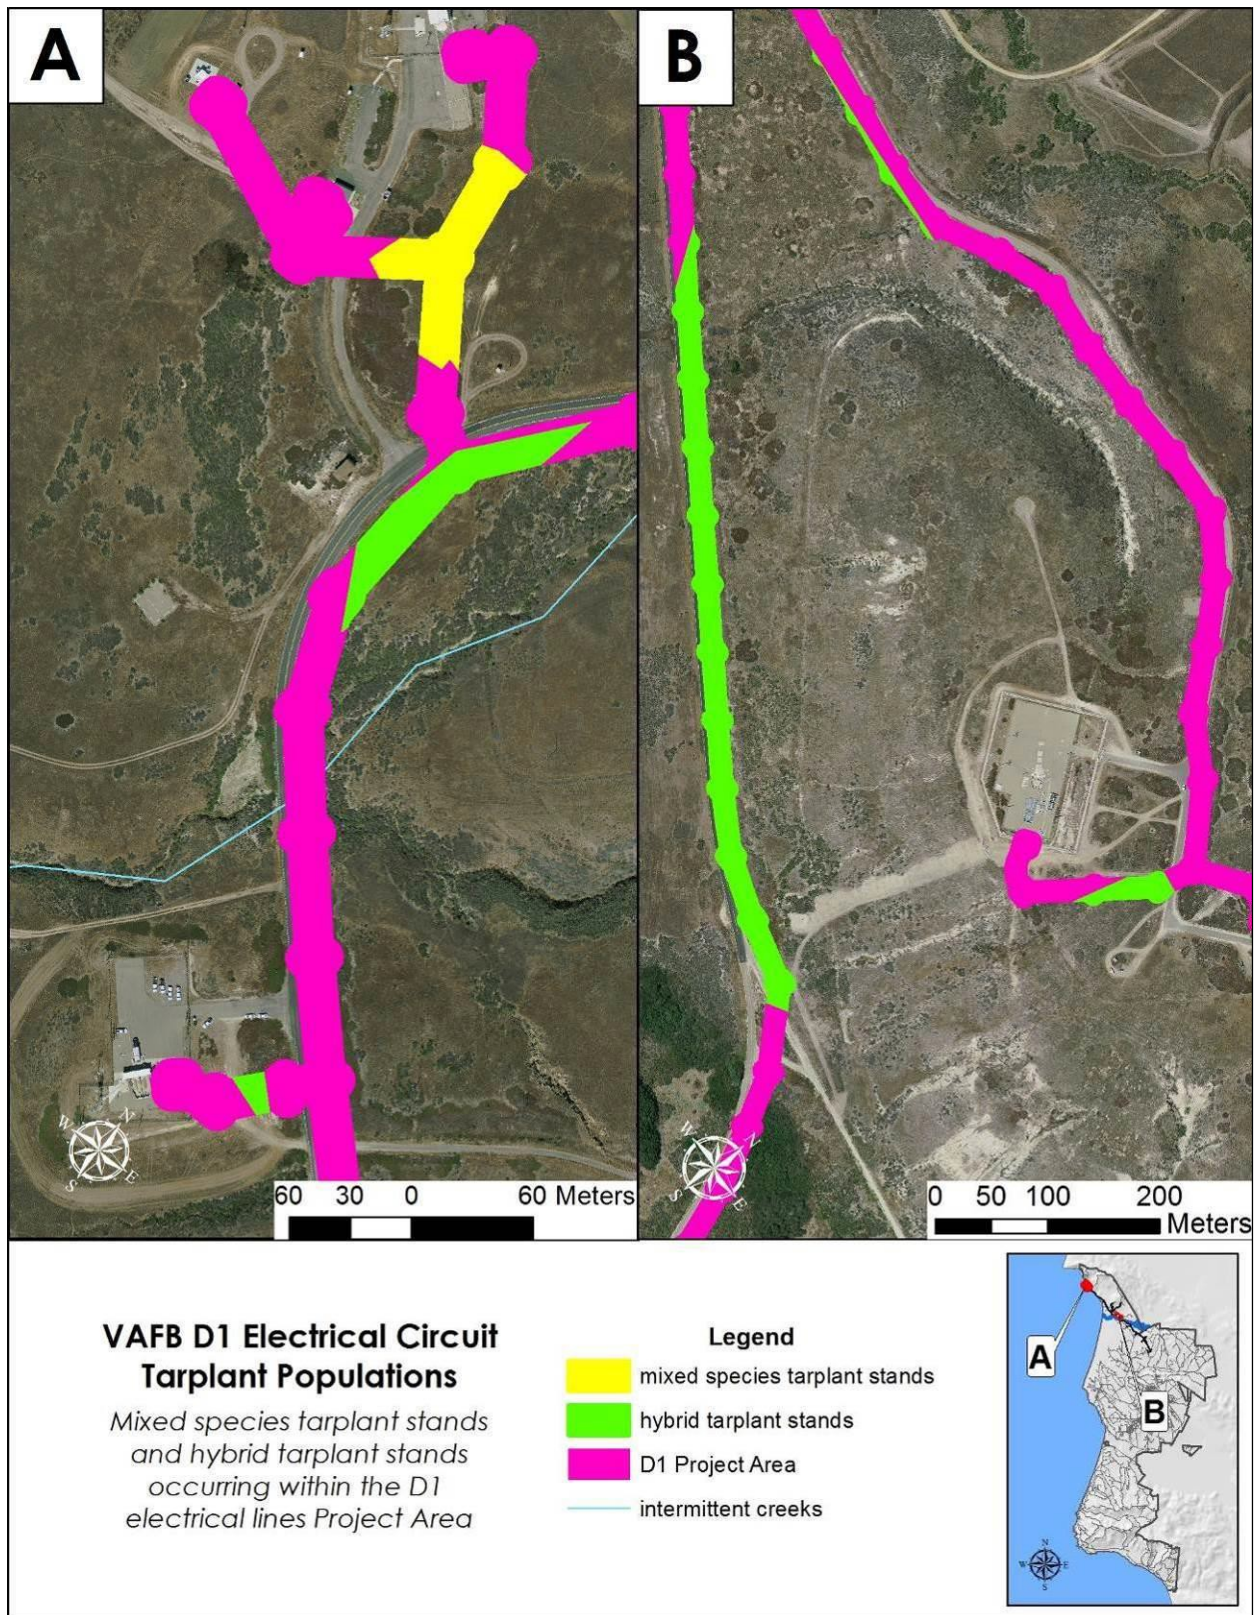 A
B
W
N
S
E
60 30 0 60 Meters
W
N
S
E
0 50 100 200
Meters
VAFB D1 Electrical Circuit
Tarplant Populations
Mixed species tarplant stands
and hybrid tarplant stands
occurring within the D1
electrical lines Project Area
Legend
mixed species tarplant stands
hybrid tarplant stands
D1 Project Area
intermittent creeks
A
B
N
W
E
S